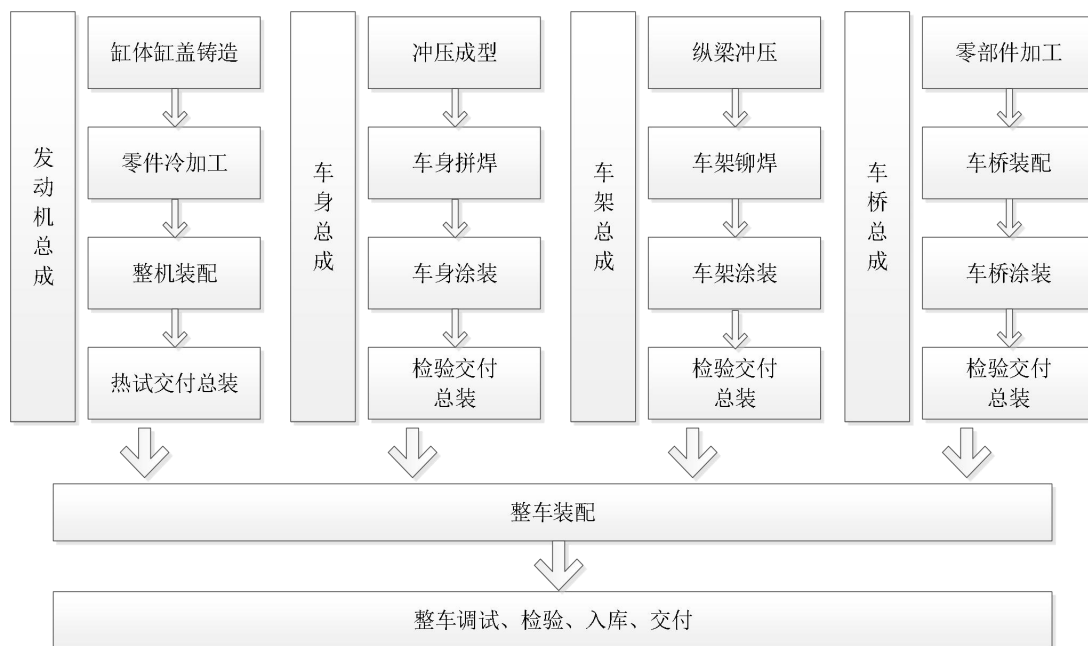 发动机总成
缸体缸盖铸造
零件冷加工
整机装配
热试交付总装
车身总成
冲压成型
车身拼焊
车身涂装
检验交付
总装
车架总成
纵梁冲压
车架铆焊
车架涂装
检验交付
总装
车桥总成
零部件加工
车桥装配
车桥涂装
检验交付
总装
整车装配
整车调试、检验、入库、交付